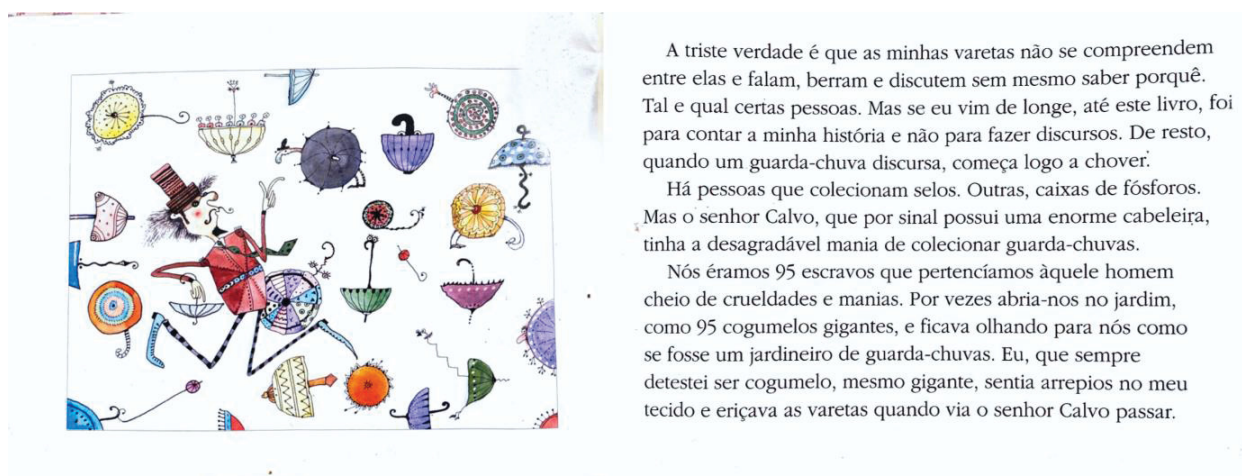 A triste verdade é que as minhas varetas não se compreendem
entre elas e falam, berram e discutem sem mesmo saber porquê.
Tal e qual certas pessoas. Mas se eu vim de longe, até este livro, foi
para contar a minha história e não para fazer discursos. De resto,
quando um guarda-chuva discursa, começa logo a chover.
Há pessoas que colecionam selos. Outras, caixas de fósforos.
Mas o senhor Calvo, que por sinal possui uma enorme cabeleira,
tinha a desagradável mania de colecionar guarda-chuvas.
Nós éramos 95 escravos que pertencíamos àquele homem
cheio de crueldades e manias. Por vezes abria-nos no jardim,
como 95 cogumelos gigantes, e ficava olhando para nós como
se fosse um jardineiro de guarda-chuvas. Eu, que sempre
detestei ser cogumelo, mesmo gigante, sentia arrepios no meu
tecido e eriçava as varetas quando via o senhor Calvo passar.